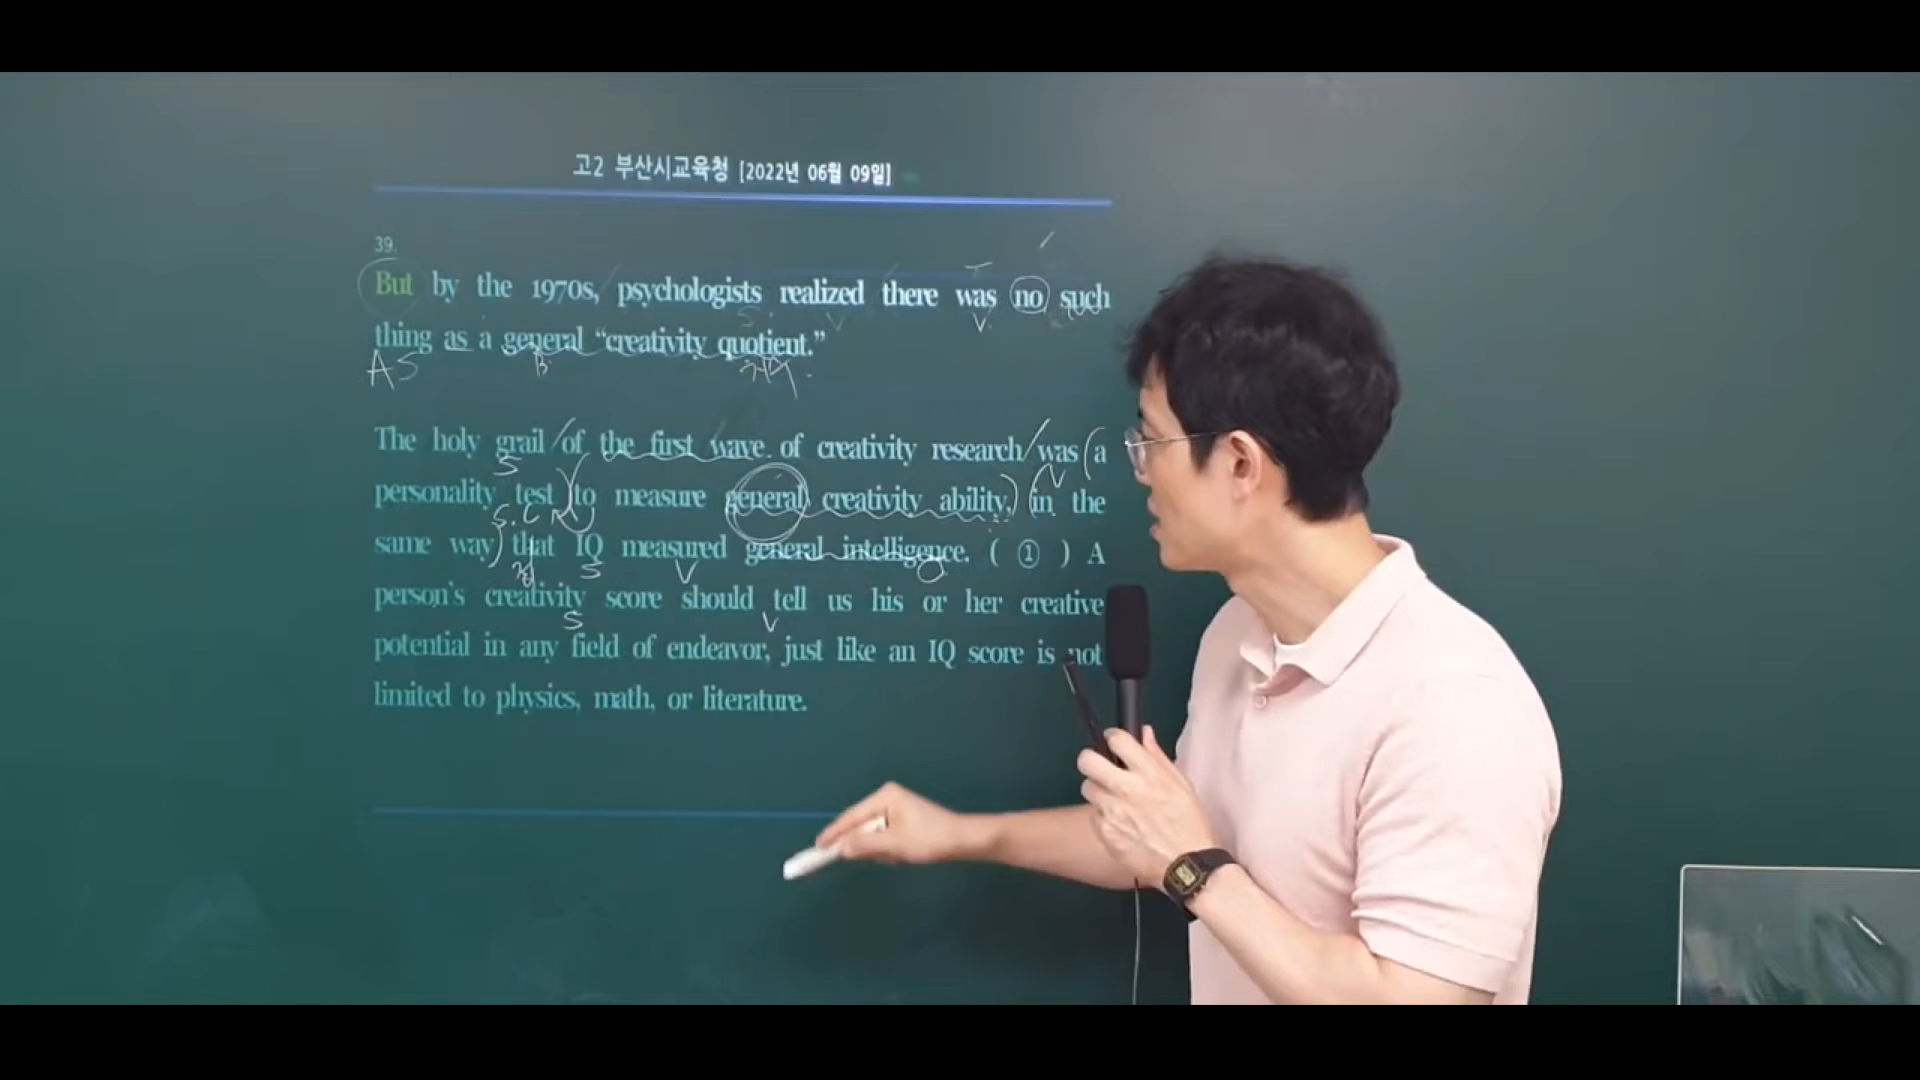 고2 부산시교육청 [2022년 06월 09일]
39.
But by the 1970s, psychologists realized there was no such
thing as a general “creativity quotient.”
AS
The holy grail of the first wave of creativity research was a
S
personality test to measure general creativity ability, in the
S.C
same way that IQ measured general intelligence. ( ① ) A
S V
person's creativity score should tell us his or her creative
S V
potential in any field of endeavor, just like an IQ score is not
limited to physics, math, or literature.